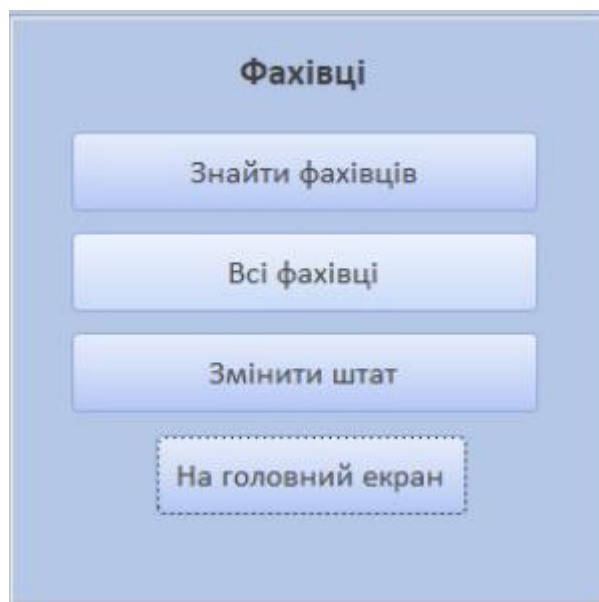 Фахівці
Знайти фахівців
Всі фахівці
Змінити штат
На головний екран